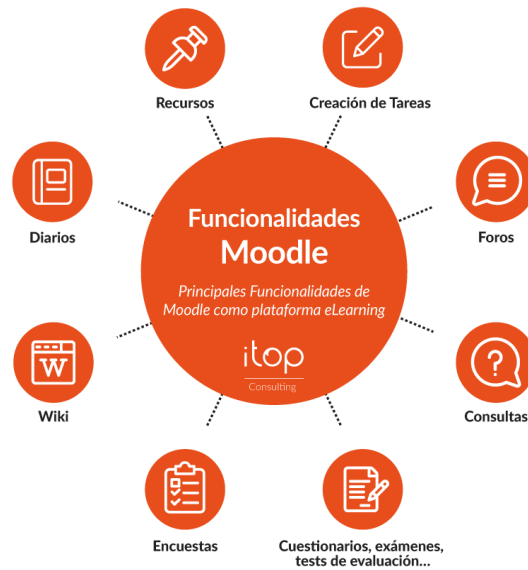 Recursos
Creación de Tareas
Diarios
Foros
Funcionalidades
Moodle
Principales Funcionalidades de
Moodle como plataforma eLearning
itop
Consulting
W
Wiki
?
Consultas
Encuestas
Cuestionarios, exámenes,
tests de evaluación...